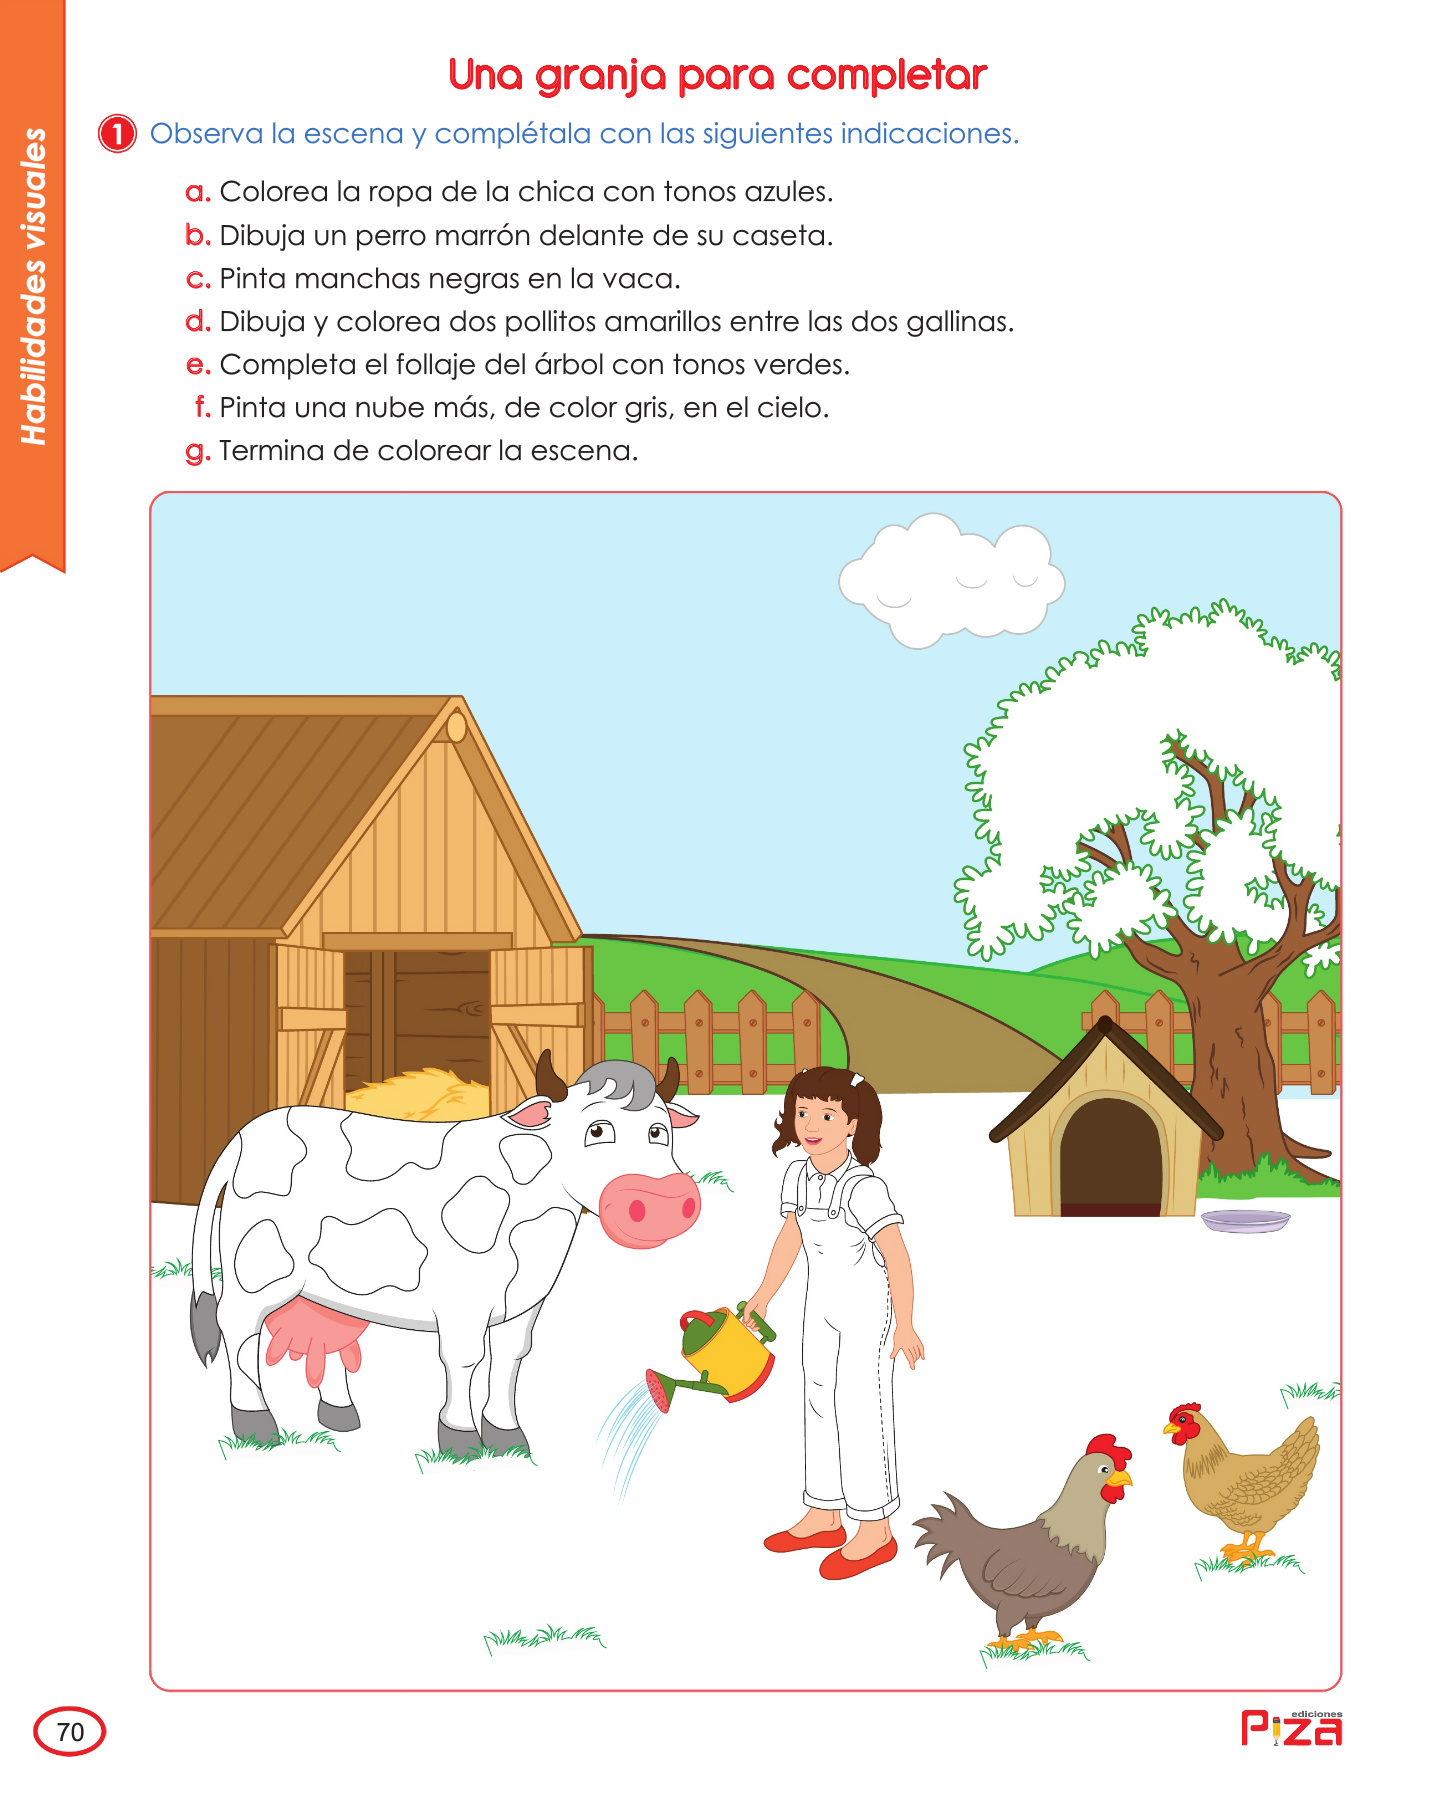 Una granja para completar
1 Observa la escena y complétala con las siguientes indicaciones.
a. Colorea la ropa de la chica con tonos azules.
b. Dibuja un perro marrón delante de su caseta.
c. Pinta manchas negras en la vaca.
d. Dibuja y colorea dos pollitos amarillos entre las dos gallinas.
e. Completa el follaje del árbol con tonos verdes.
f. Pinta una nube más, de color gris, en el cielo.
g. Termina de colorear la escena.
Habilidades visuales
70
ediciones
Piza